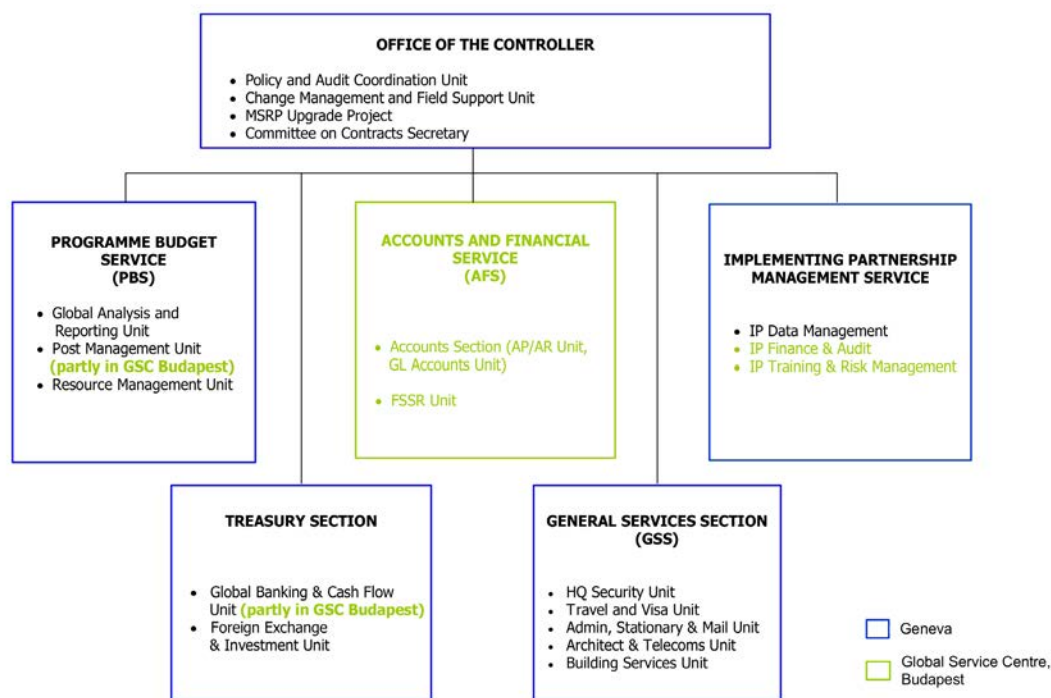 OFFICE OF THE CONTROLLER
• Policy and Audit Coordination Unit
• Change Management and Field Support Unit
• MSRP Upgrade Project
• Committee on Contracts Secretary
PROGRAMME BUDGET
SERVICE
(PBS)
• Global Analysis and
Reporting Unit
• Post Management Unit
(partly in GSC Budapest)
• Resource Management Unit
ACCOUNTS AND FINANCIAL
SERVICE
(AFS)
• Accounts Section (AP/AR Unit,
GL Accounts Unit)
• FSSR Unit
IMPLEMENTING PARTNERSHIP
MANAGEMENT SERVICE
• IP Data Management
• IP Finance & Audit
• IP Training & Risk Management
TREASURY SECTION
• Global Banking & Cash Flow
Unit (partly in GSC Budapest)
• Foreign Exchange
& Investment Unit
GENERAL SERVICES SECTION
(GSS)
• HQ Security Unit
• Travel and Visa Unit
• Admin, Stationary & Mail Unit
• Architect & Telecoms Unit
• Building Services Unit
Geneva
Global Service Centre,
Budapest